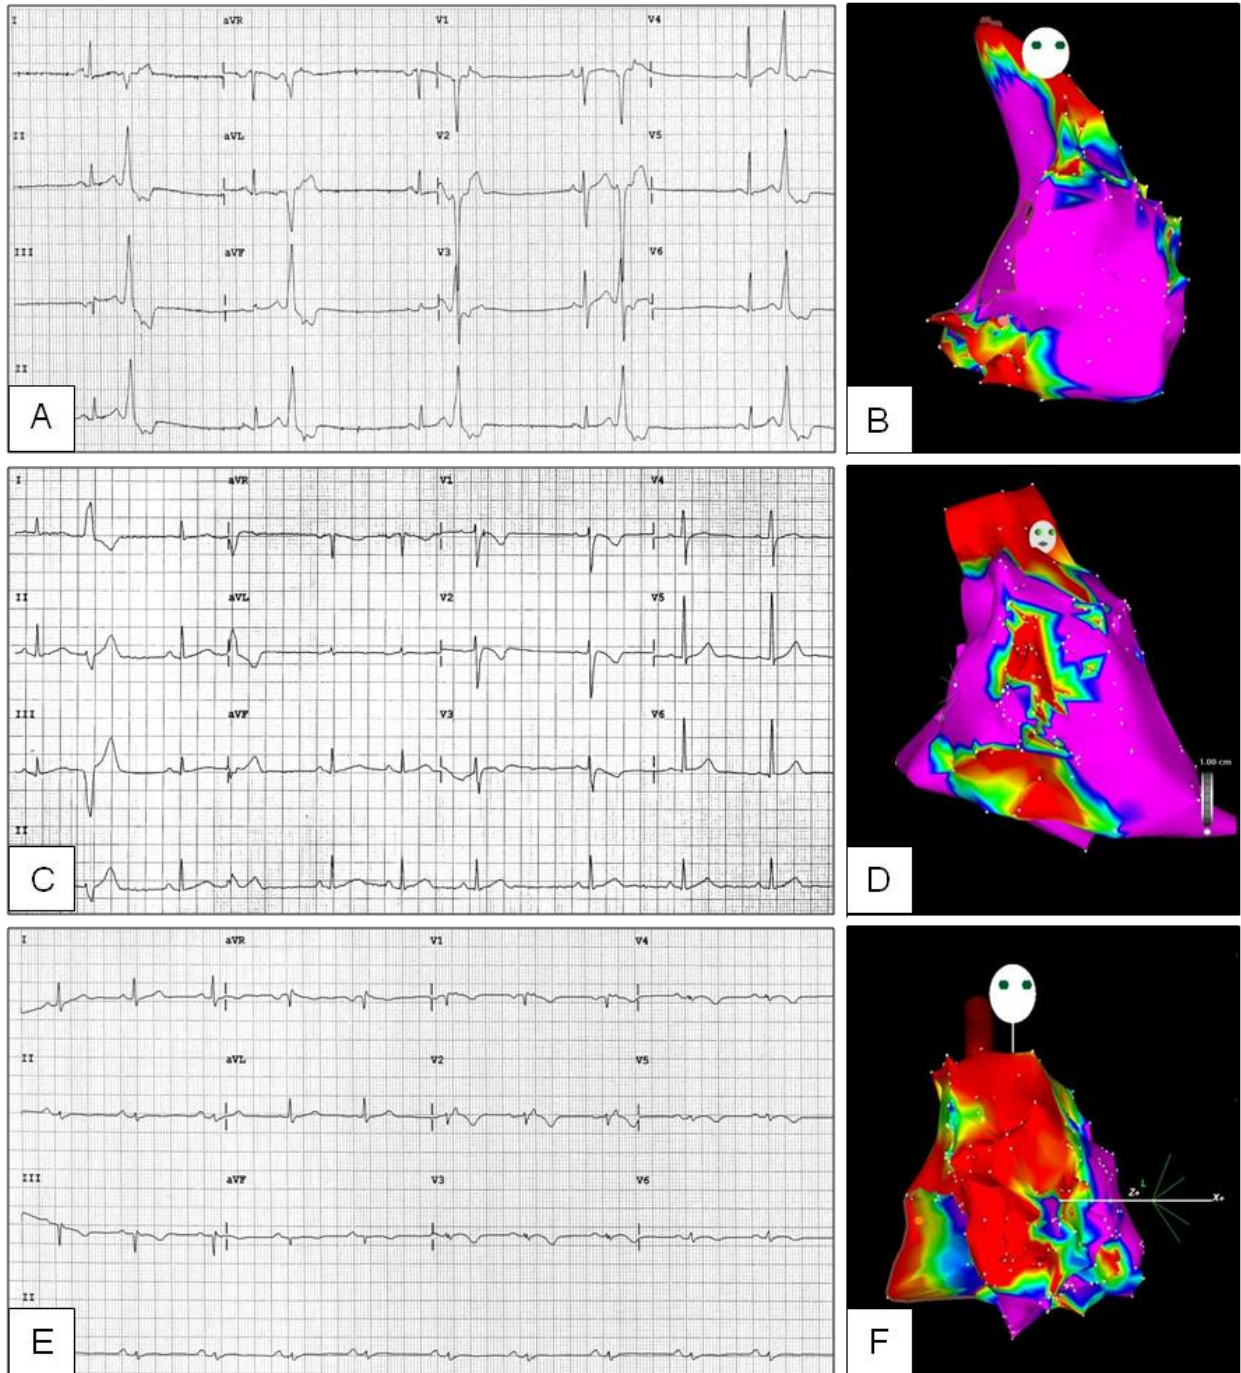 I aVR V1 V4
II aVL V2 V5
III aVF V3 V6
II
A
B
I aVR V1 V4
II aVL V2 V5
III aVF V3 V6
II
C
1.00 cm
D
I aVR V1 V4
II aVL V2 V5
III aVF V3 V6
II
E
L Z+ X+
F